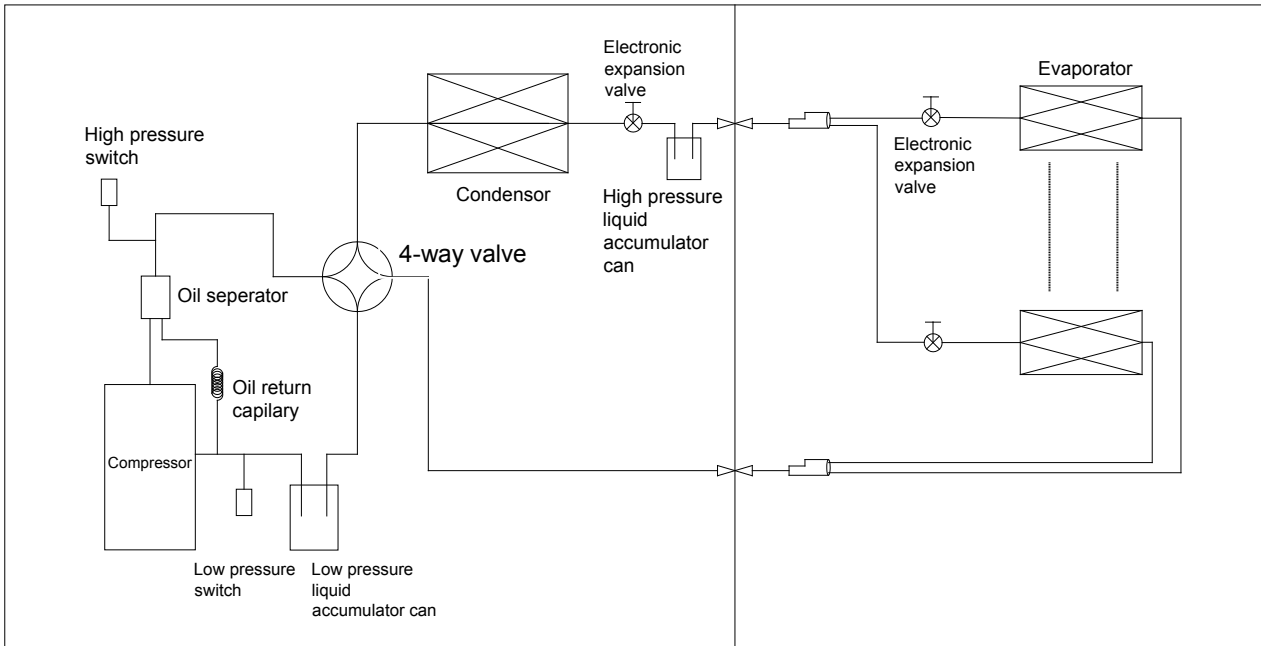 Electronic
expansion
valve
Evaporator
High pressure
switch
Electronic
expansion
valve
Condensor
High pressure
liquid
accumulator
can
4-way valve
Oil seperator
Oil return
capilary
Compressor
Low pressure
switch
Low pressure
liquid
accumulator can